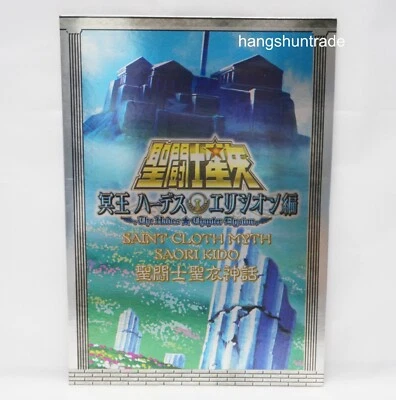 hangshuntrade
聖闘士星矢
冥王 ハーデス エリシオン編
The Hades Chapter Elysion
SAINT CLOTH MYTH
SAORI KIDO
聖闘士聖衣神話